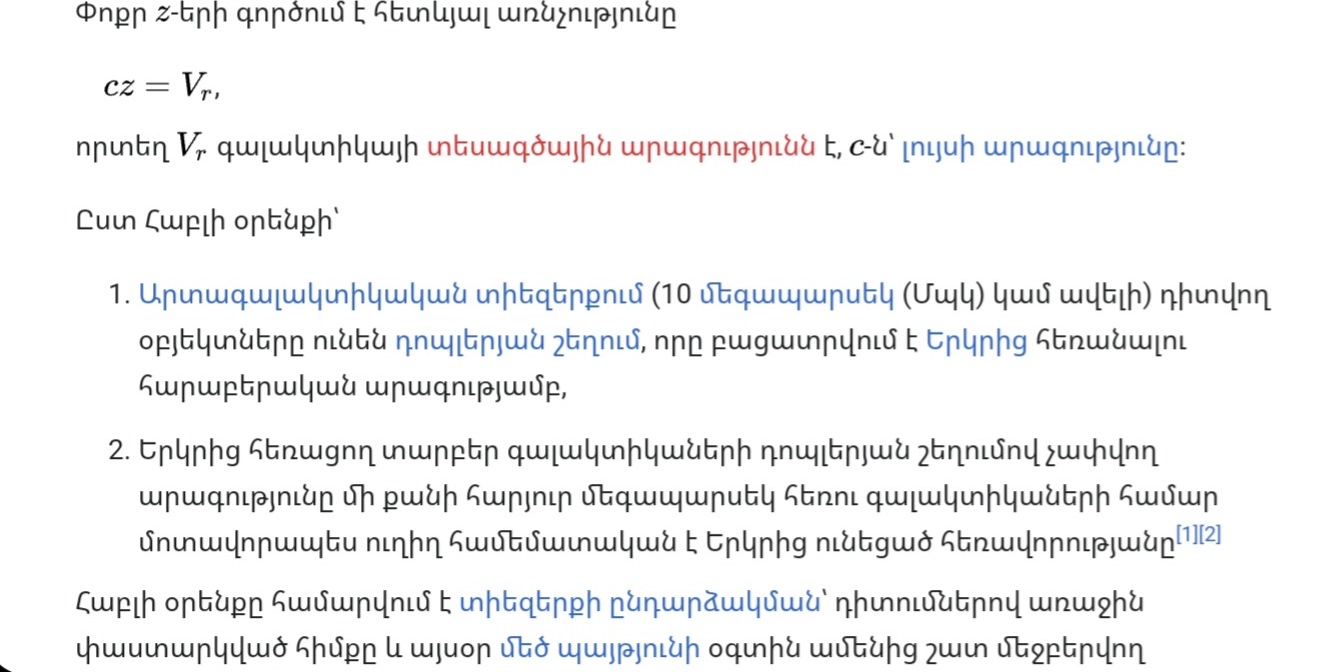 Փոքր z-երի գործում է հետևյալ առնչությունը
cz = Vr,
որտեղ Vr գալակտիկայի տեսագծային արագությունն է, c-ն՝ լույսի արագությունը։
Ըստ Հաբլի օրենքի՝
1. Արտագալակտիկական տիեզերքում (10 մեգապարսեկ (Մպկ) կամ ավելի) դիտվող
օբյեկտները ունեն դոպլերյան շեղում, որը բացատրվում է Երկրից հեռանալու
հարաբերական արագությամբ,
2. Երկրից հեռացող տարբեր գալակտիկաների դոպլերյան շեղումով չափվող
արագությունը մի քանի հարյուր մեգապարսեկ հեռու գալակտիկաների համար
մոտավորապես ուղիղ համեմատական է Երկրից ունեցած հեռավորությանը[1][2]
Հաբլի օրենքը համարվում է տիեզերքի ընդարձակման՝ դիտումներով առաջին
փաստարկված հիմքը և այսօր մեծ պայթյունի օգտին ամենից շատ մեջբերվող